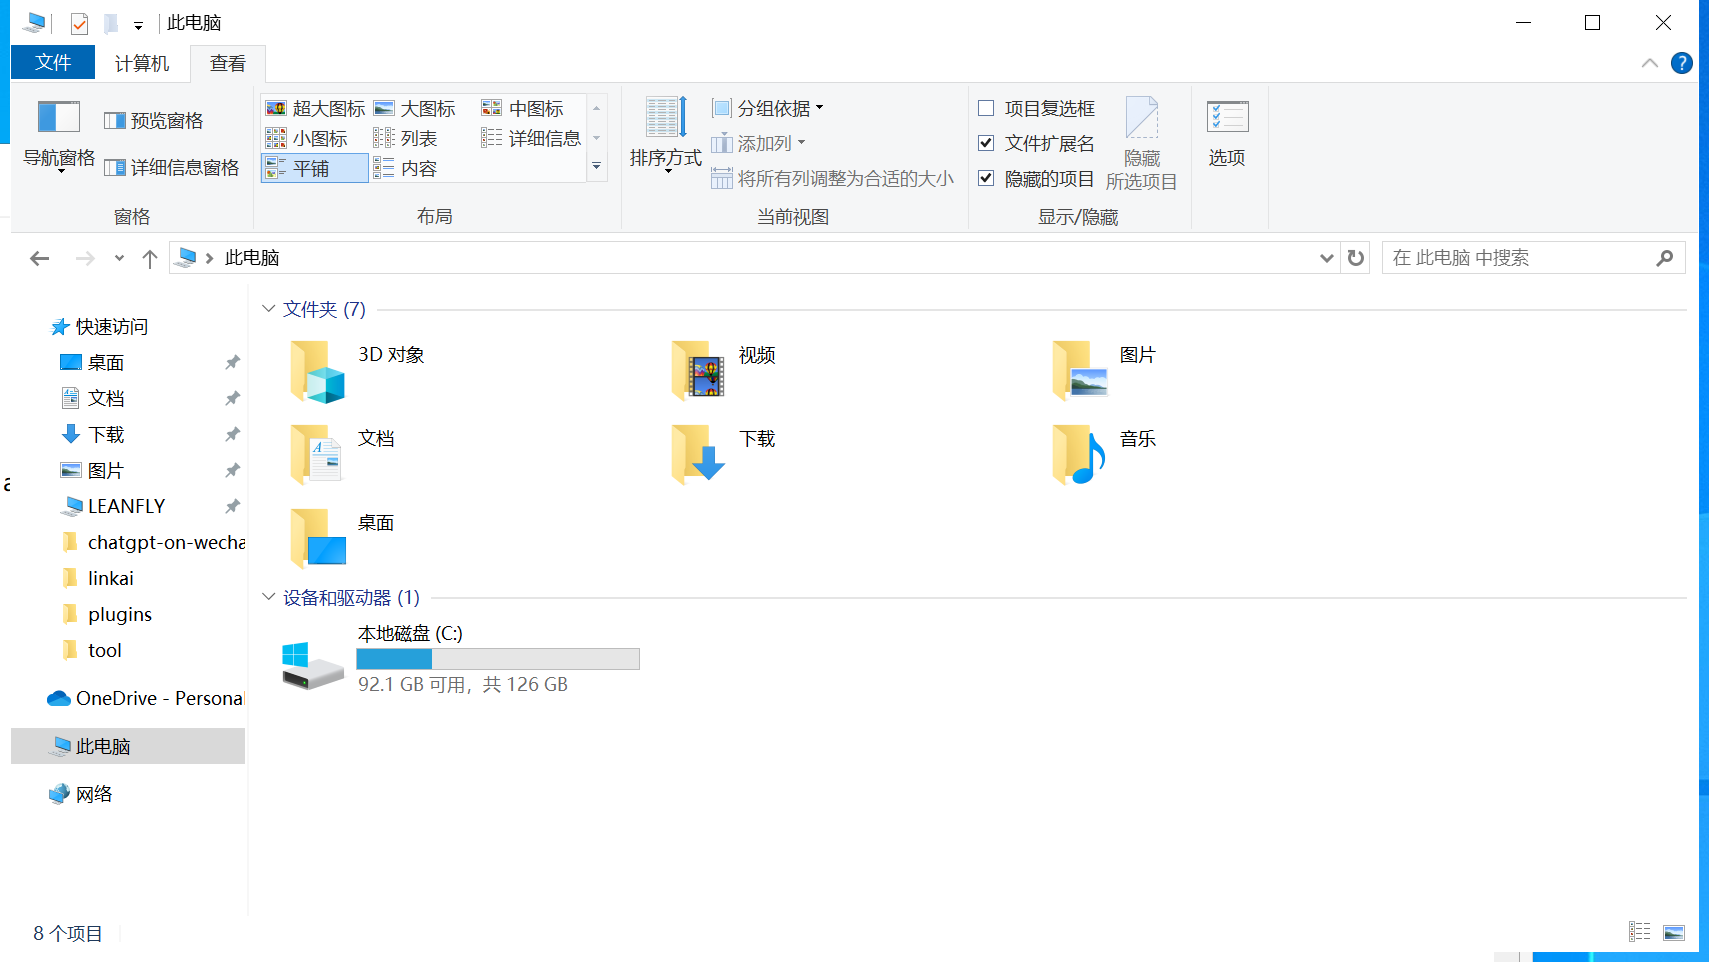 此电脑
文件 计算机 查看
导航窗格 预览窗格 详细信息窗格
窗格
超大图标 大图标 中图标
小图标 列表 详细信息
平铺 内容
布局
排序方式
分组依据
添加列
将所有列调整为合适的大小
当前视图
项目复选框
文件扩展名
隐藏的项目
隐藏
所选项目
显示/隐藏
选项
此电脑
在 此电脑 中搜索
快速访问
桌面
文档
下载
图片
LEANFLY
chatgpt-on-wecha
linkai
plugins
tool
OneDrive - Personal
此电脑
网络
文件夹 (7)
3D 对象 视频 图片
文档 下载 音乐
桌面
设备和驱动器 (1)
本地磁盘 (C:)
92.1 GB 可用, 共 126 GB
8 个项目